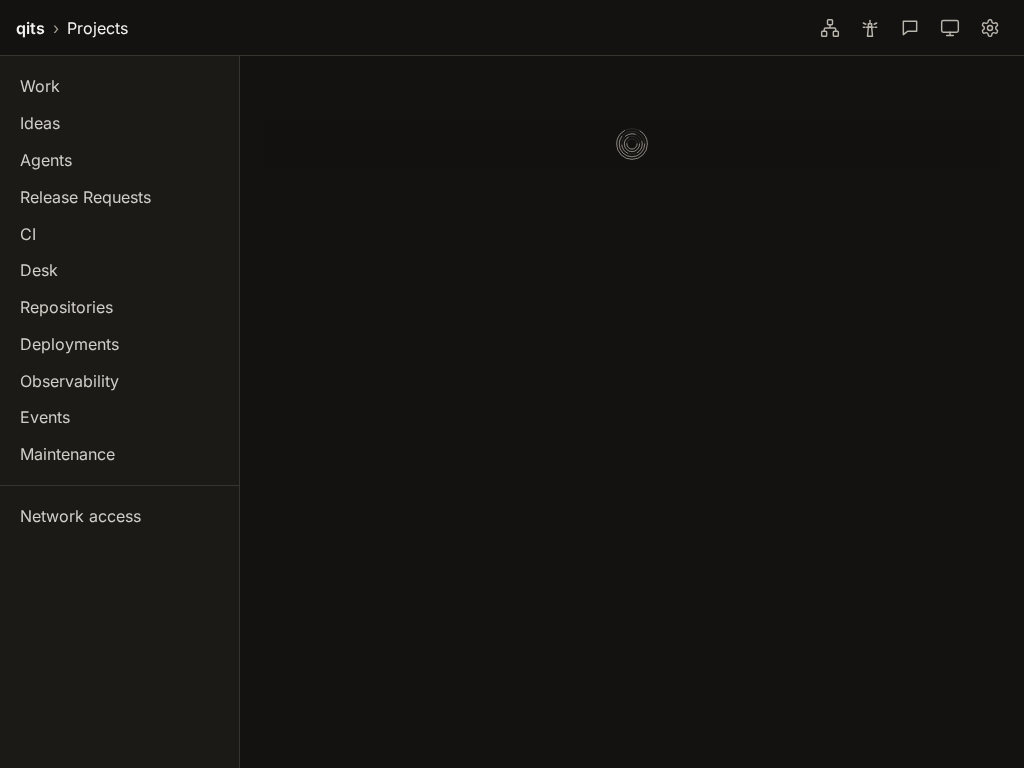 qits › Projects
Work
Ideas
Agents
Release Requests
CI
Desk
Repositories
Deployments
Observability
Events
Maintenance
Network access